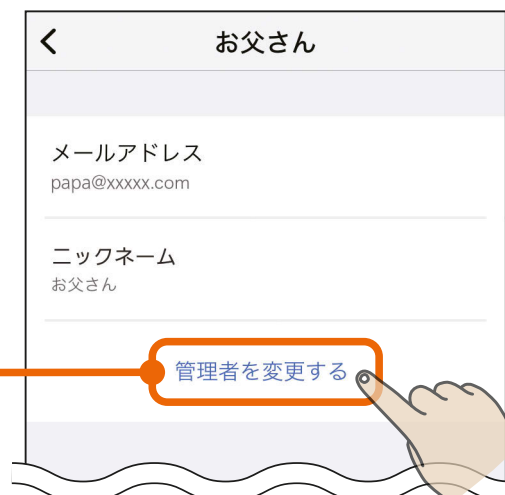 お父さん
メールアドレス
papa@xxxxx.com
ニックネーム
お父さん
管理者を変更する